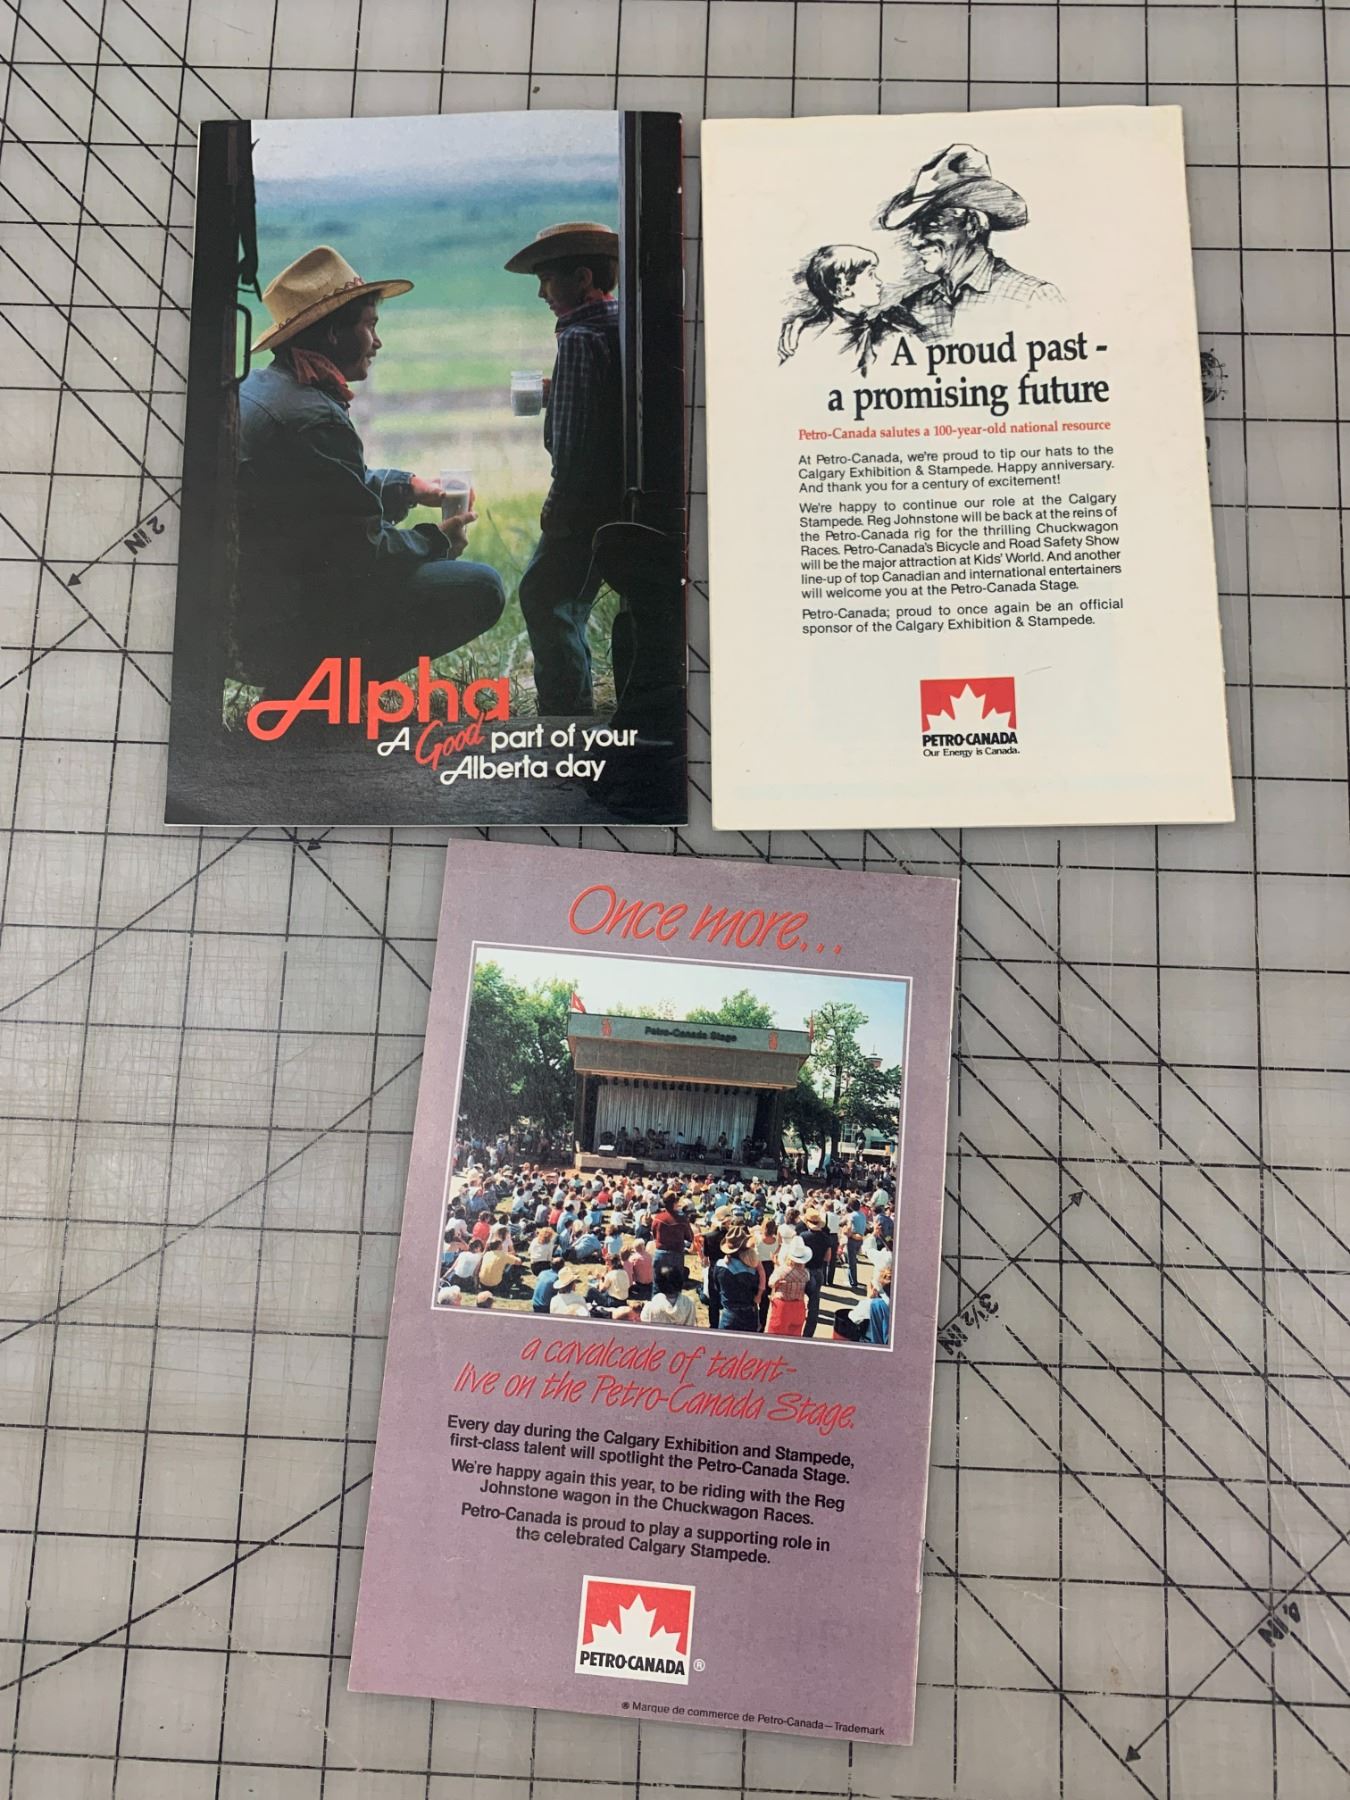 Alpha
A Good part of your
Alberta day
A proud past -
a promising future
Petro-Canada salutes a 100-year-old national resource
At Petro-Canada, we're proud to tip our hats to the
Calgary Exhibition & Stampede. Happy anniversary.
And thank you for a century of excitement!
We're happy to continue our role at the Calgary
Stampede. Reg Johnstone will be back at the reins of
the Petro-Canada rig for the thrilling Chuckwagon
Races. Petro-Canada's Bicycle and Road Safety Show
will be the major attraction at Kids' World. And another
line-up of top Canadian and international entertainers
will welcome you at the Petro-Canada Stage.
Petro-Canada; proud to once again be an official
sponsor of the Calgary Exhibition & Stampede.
PETRO-CANADA
Our Energy is Canada.
2 IN
Once more...
Petro-Canada Stage
a cavalcade of talent-
live on the Petro-Canada Stage.
Every day during the Calgary Exhibition and Stampede,
first-class talent will spotlight the Petro-Canada Stage.
We're happy again this year, to be riding with the Reg
Johnstone wagon in the Chuckwagon Races.
Petro-Canada is proud to play a supporting role in
the celebrated Calgary Stampede.
PETRO-CANADA ®
® Marque de commerce de Petro-Canada—Trademark
3½ IN